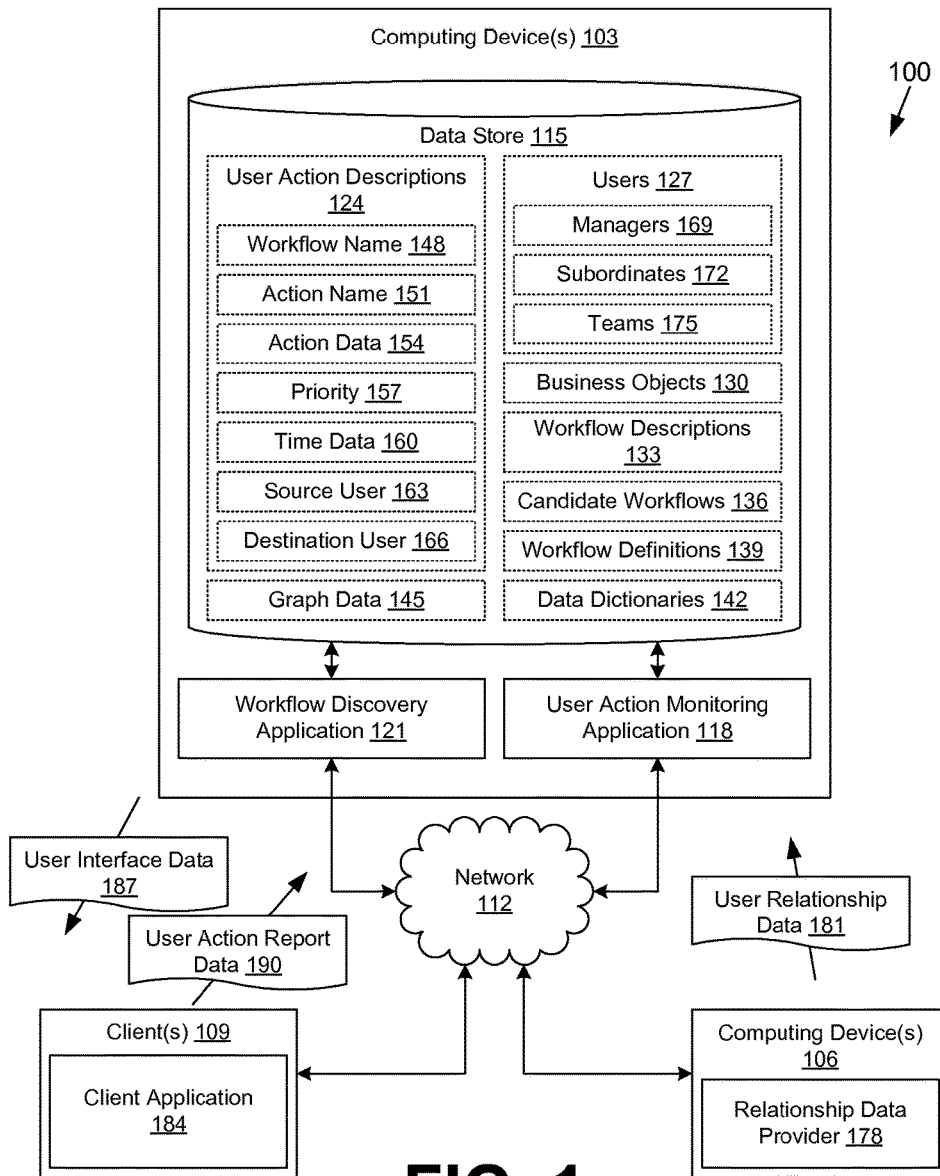 Computing Device(s) 103
100
Data Store 115
User Action Descriptions
124
Workflow Name 148
Action Name 151
Action Data 154
Priority 157
Time Data 160
Source User 163
Destination User 166
Graph Data 145
Users 127
Managers 169
Subordinates 172
Teams 175
Business Objects 130
Workflow Descriptions
133
Candidate Workflows 136
Workflow Definitions 139
Data Dictionaries 142
Workflow Discovery
Application 121
User Action Monitoring
Application 118
User Interface Data
187
User Action Report
Data 190
Network
112
User Relationship
Data 181
Client(s) 109
Client Application
184
Computing Device(s)
106
Relationship Data
Provider 178
FIG. 1